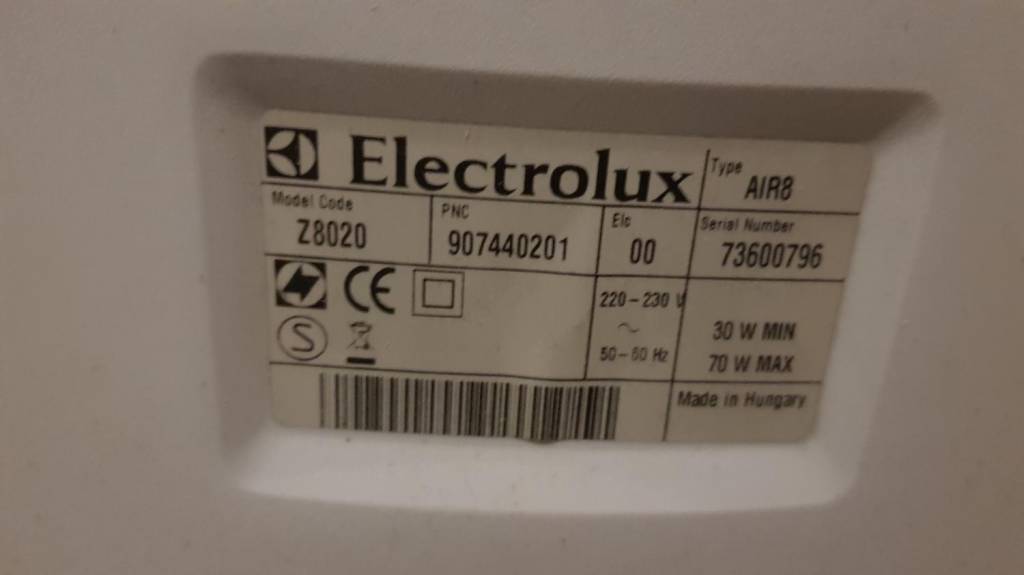 Electrolux
Type
AIR8
Model Code
Z8020
PNC
907440201
Elc
00
Serial Number
73600796
CE
S
220-230 V
~
50-60 Hz
30 W MIN
70 W MAX
Made in Hungary